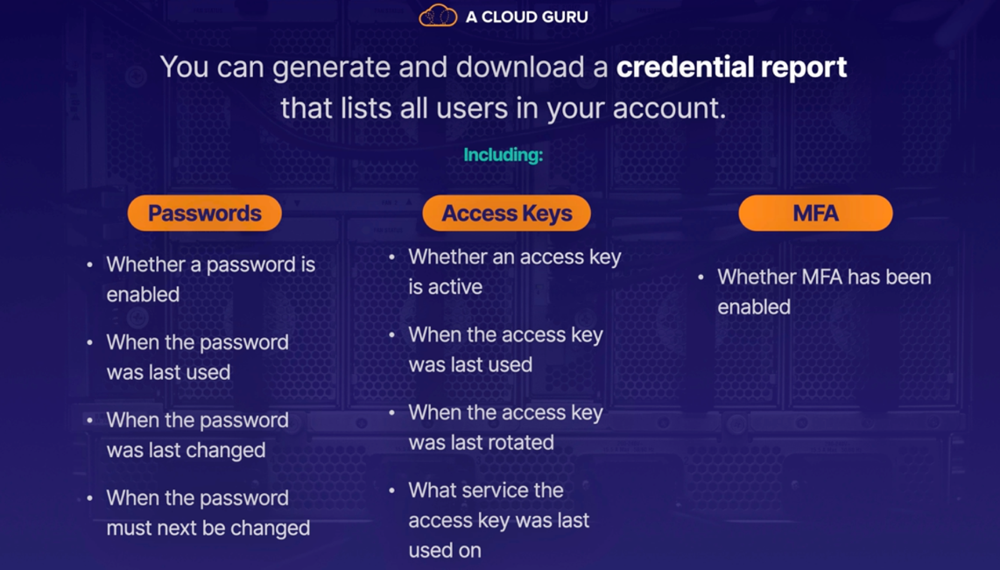 A CLOUD GURU
You can generate and download a credential report
that lists all users in your account.
Including:
Passwords
• Whether a password is
enabled
• When the password
was last used
• When the password
was last changed
• When the password
must next be changed
Access Keys
• Whether an access key
is active
• When the access key
was last used
• When the access key
was last rotated
• What service the
access key was last
used on
MFA
• Whether MFA has been
enabled